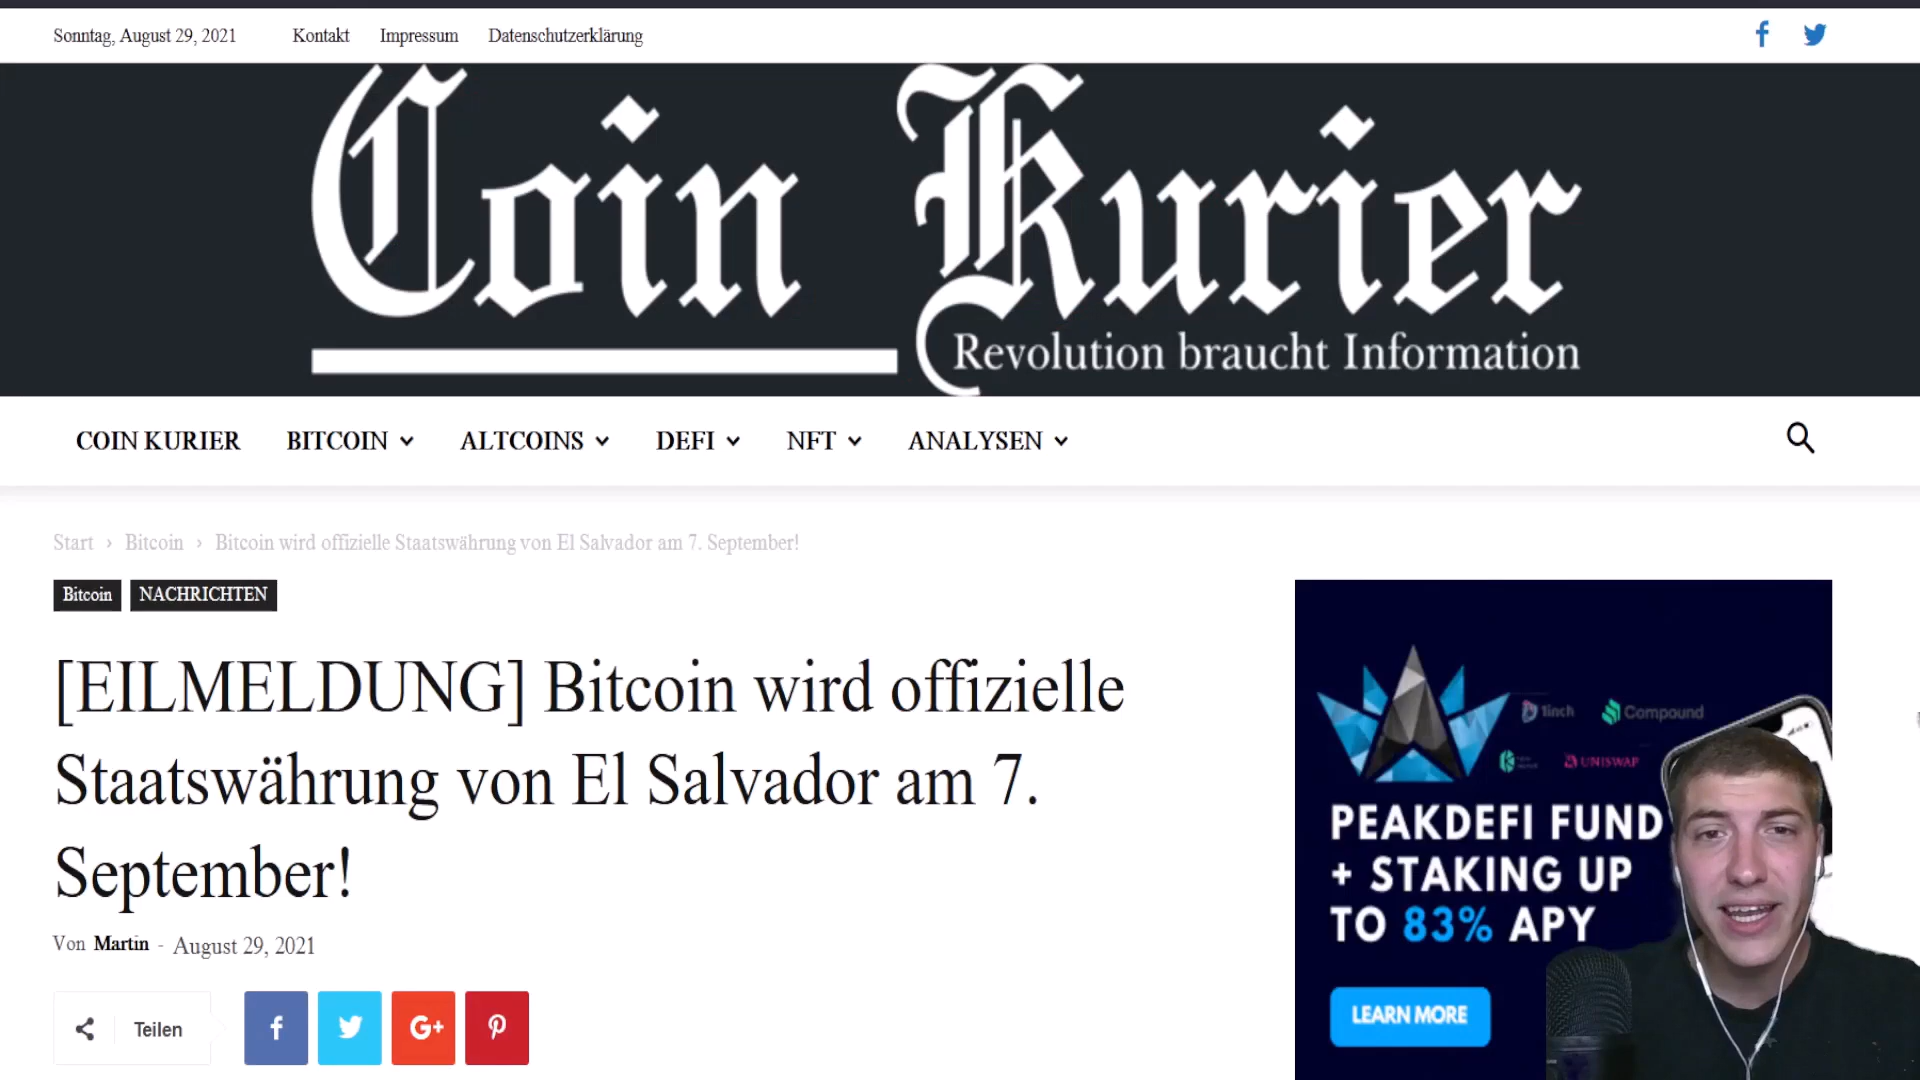 Sonntag, August 29, 2021 Kontakt Impressum Datenschutzerklärung
Coin Kurier
Revolution braucht Information
COIN KURIER BITCOIN ALTCOINS DEFI NFT ANALYSEN
Start › Bitcoin › Bitcoin wird offizielle Staatswährung von El Salvador am 7. September!
Bitcoin NACHRICHTEN
[EILMELDUNG] Bitcoin wird offizielle
Staatswährung von El Salvador am 7.
September!
Von Martin - August 29, 2021
Teilen
G+
1inch Compound
UNISWAP
PEAKDEFI FUND
+ STAKING UP
TO 83% APY
LEARN MORE